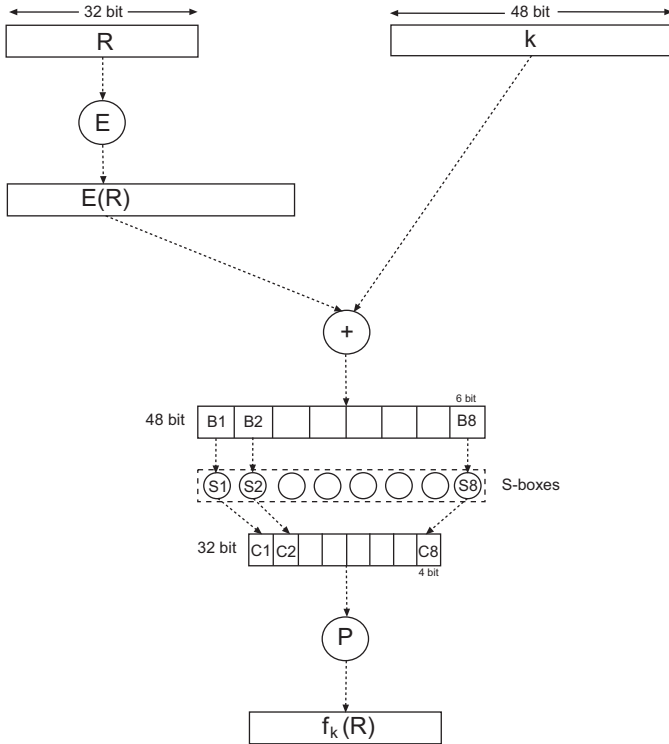 32 bit
48 bit
R
k
E
E(R)
+
6 bit
48 bit
B1 B2 B8
S1 S2 S8
S-boxes
32 bit
C1 C2 C8
4 bit
P
fk(R)